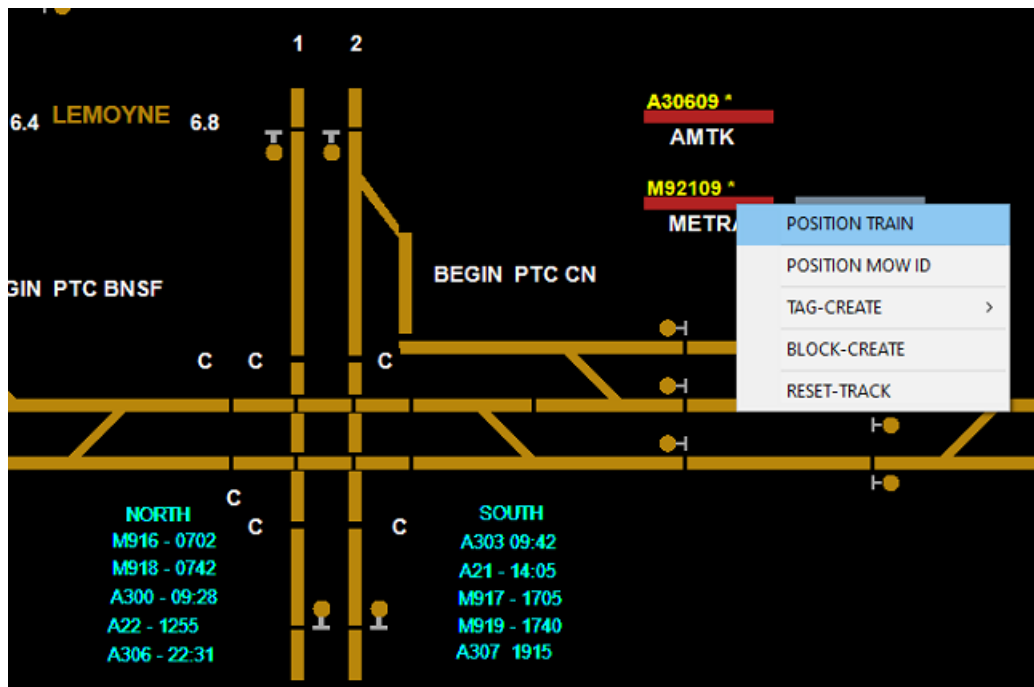 1 2
6.4 LEMOYNE 6.8
A30609 *
AMTK
M92109 *
POSITION TRAIN
POSITION MOW ID
TAG-CREATE >
BLOCK-CREATE
RESET-TRACK
PTC BNSF
BEGIN PTC CN
C C C
C
C C
NORTH
M916 - 0702
M918 - 0742
A300 - 09:28
A22 - 1255
A306 - 22:31
SOUTH
A303 09:42
A21 - 14:05
M917 - 1705
M919 - 1740
A307 1915